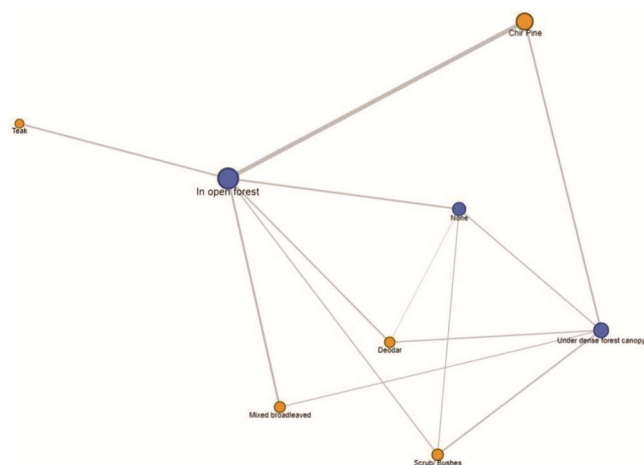 Chir Pine
Teak
In open forest
None
Under dense forest canopy
Deodar
Mixed broadleaved
Scrub/ Bushes